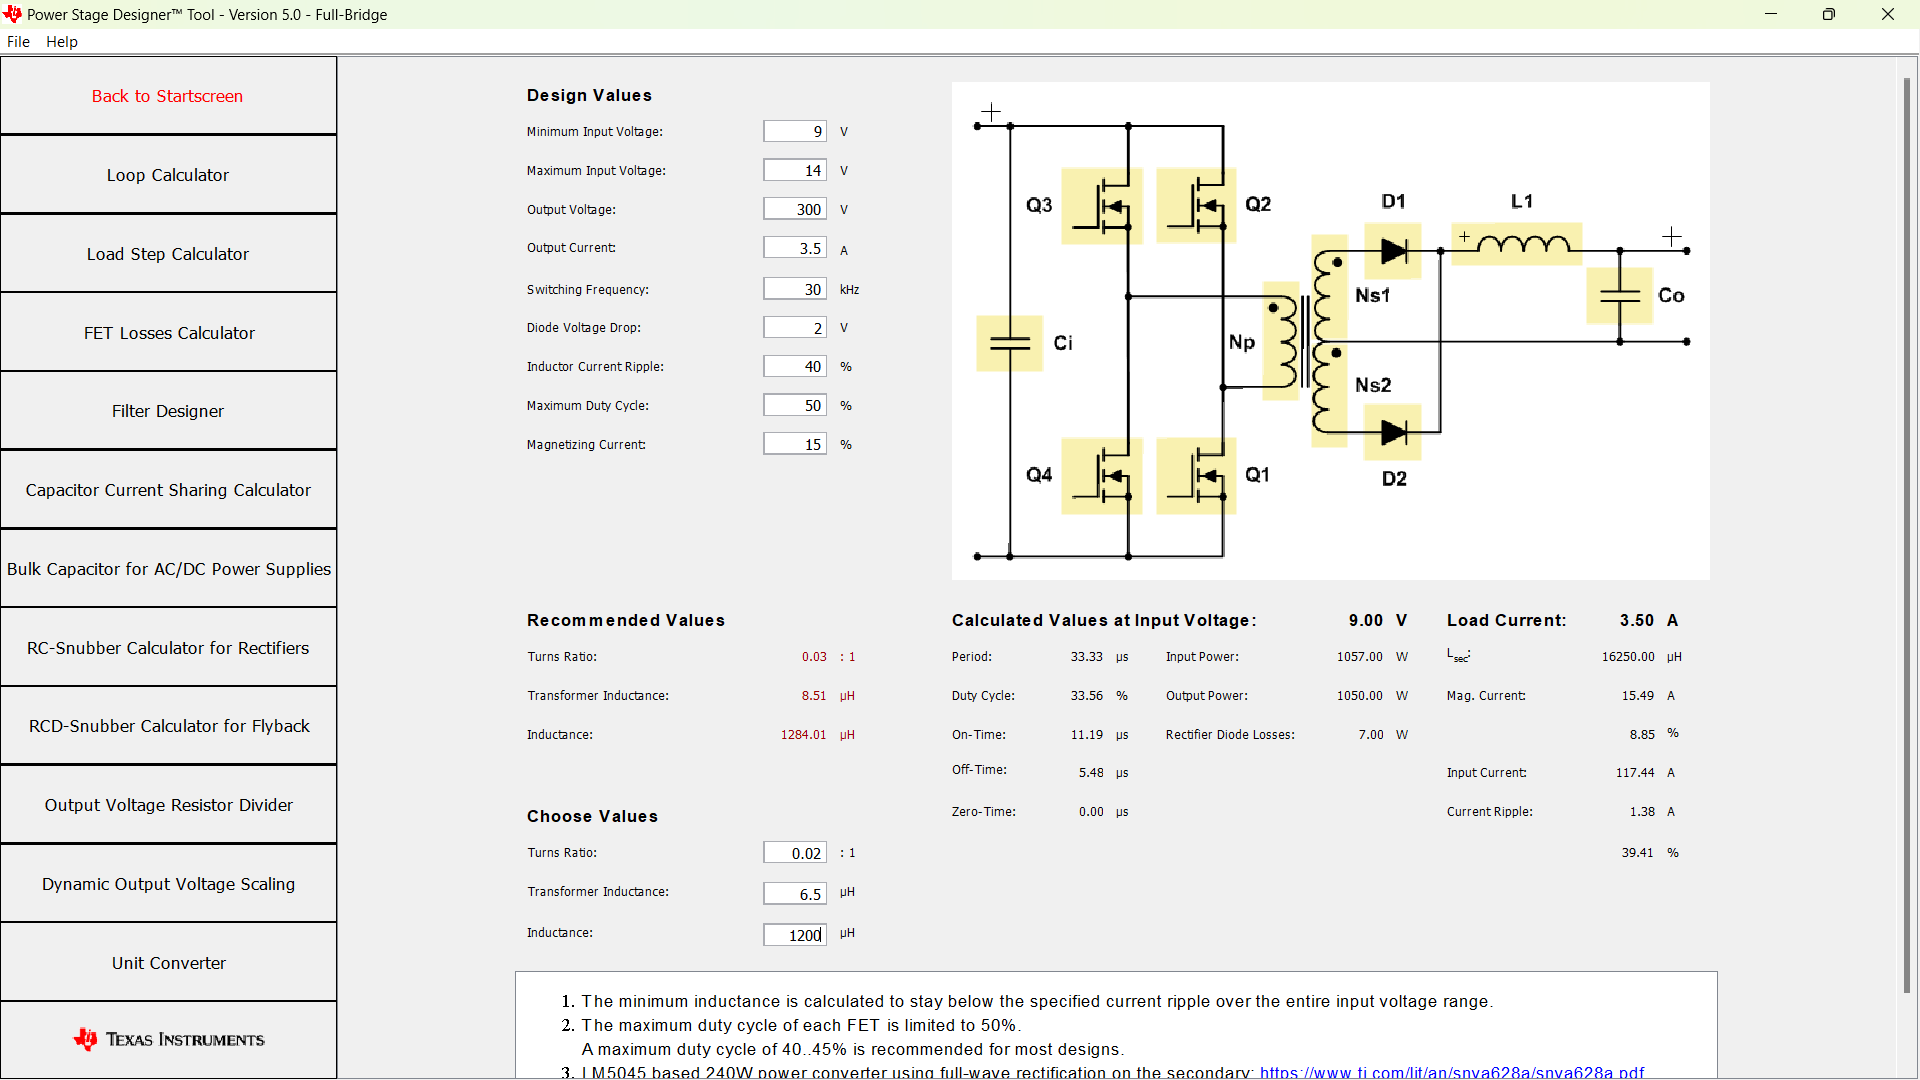 Power Stage Designer™ Tool - Version 5.0 - Full-Bridge
File Help
Back to Startscreen
Loop Calculator
Load Step Calculator
FET Losses Calculator
Filter Designer
Capacitor Current Sharing Calculator
Bulk Capacitor for AC/DC Power Supplies
RC-Snubber Calculator for Rectifiers
RCD-Snubber Calculator for Flyback
Output Voltage Resistor Divider
Dynamic Output Voltage Scaling
Unit Converter
TEXAS INSTRUMENTS
Design Values
Minimum Input Voltage: 9 V
Maximum Input Voltage: 14 V
Output Voltage: 300 V
Output Current: 3.5 A
Switching Frequency: 30 kHz
Diode Voltage Drop: 2 V
Inductor Current Ripple: 40 %
Maximum Duty Cycle: 50 %
Magnetizing Current: 15 %
Q3 Q2 D1 L1
Ns1 Co
Ci Np
Ns2
Q4 Q1 D2
Recommended Values
Turns Ratio: 0.03 : 1
Transformer Inductance: 8.51 µH
Inductance: 1284.01 µH
Choose Values
Turns Ratio: 0.02 : 1
Transformer Inductance: 6.5 µH
Inductance: 1200 µH
Calculated Values at Input Voltage: 9.00 V Load Current: 3.50 A
Period: 33.33 µs Input Power: 1057.00 W Lsec: 16250.00 µH
Duty Cycle: 33.56 % Output Power: 1050.00 W Mag. Current: 15.49 A
On-Time: 11.19 µs Rectifier Diode Losses: 7.00 W 8.85 %
Off-Time: 5.48 µs Input Current: 117.44 A
Zero-Time: 0.00 µs Current Ripple: 1.38 A
39.41 %
1. The minimum inductance is calculated to stay below the specified current ripple over the entire input voltage range.
2. The maximum duty cycle of each FET is limited to 50%.
A maximum duty cycle of 40..45% is recommended for most designs.
3. LM5045 based 240W power converter using full-wave rectification on the secondary: https://www.ti.com/lit/an/snva628a/snva628a.pdf